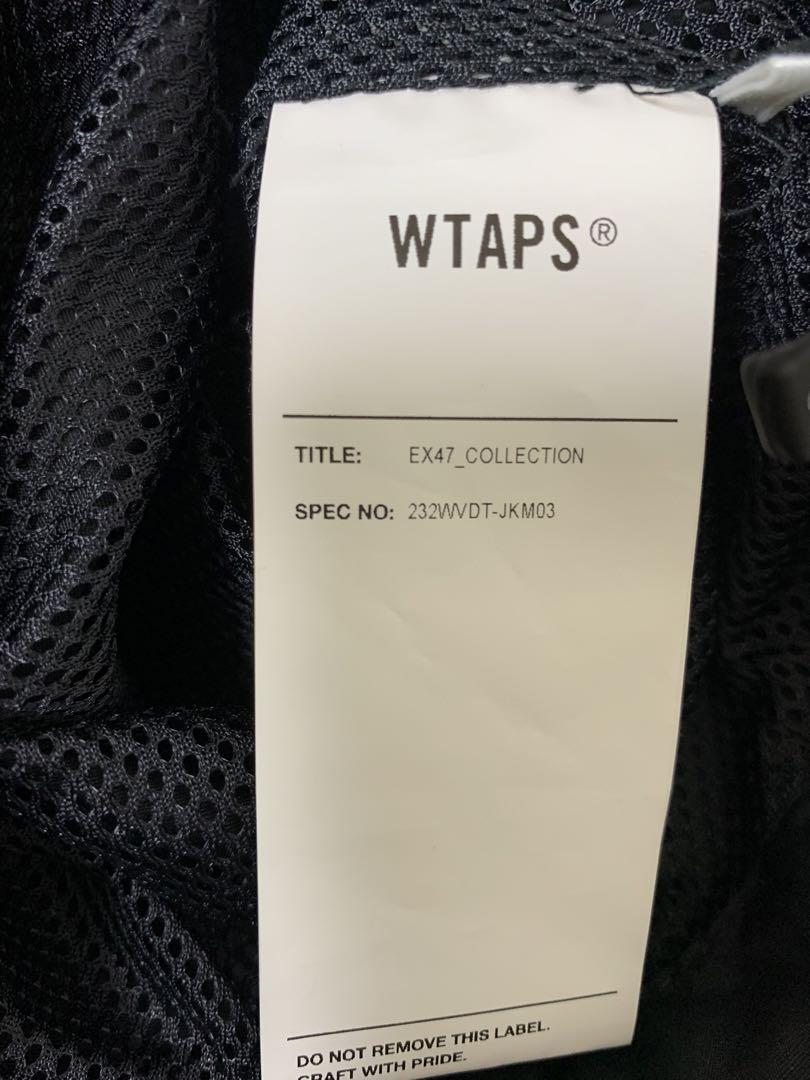 WTAPS®
TITLE: EX47_COLLECTION
SPEC NO: 232WVDT-JKM03
DO NOT REMOVE THIS LABEL.
CRAFT WITH PRIDE.